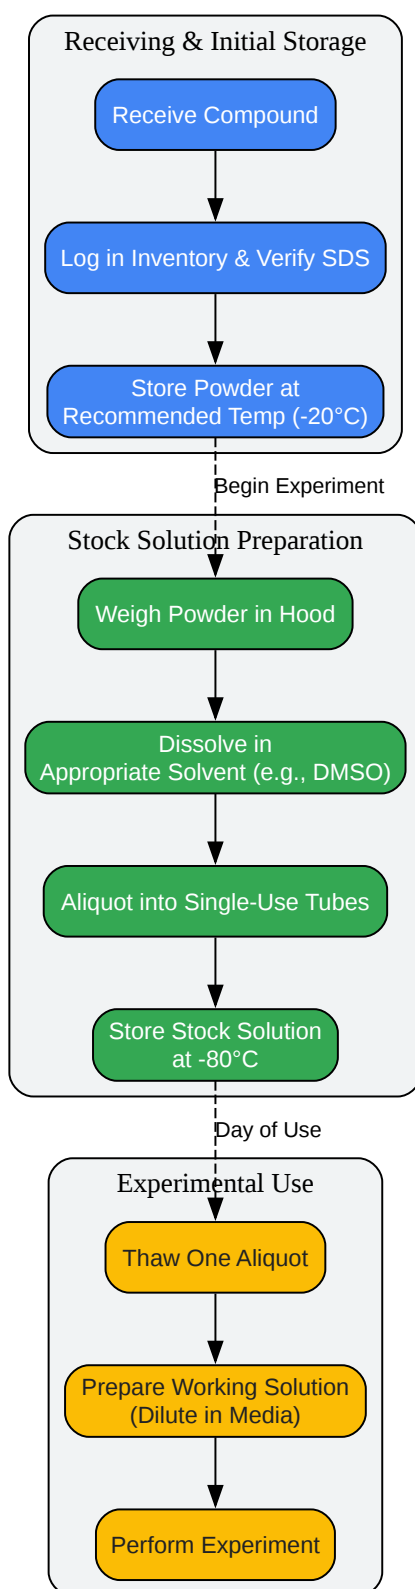 Receiving & Initial Storage
Receive Compound
Log in Inventory & Verify SDS
Store Powder at
Recommended Temp (-20°C)
Begin Experiment
Stock Solution Preparation
Weigh Powder in Hood
Dissolve in
Appropriate Solvent (e.g., DMSO)
Aliquot into Single-Use Tubes
Store Stock Solution
at -80°C
Day of Use
Experimental Use
Thaw One Aliquot
Prepare Working Solution
(Dilute in Media)
Perform Experiment